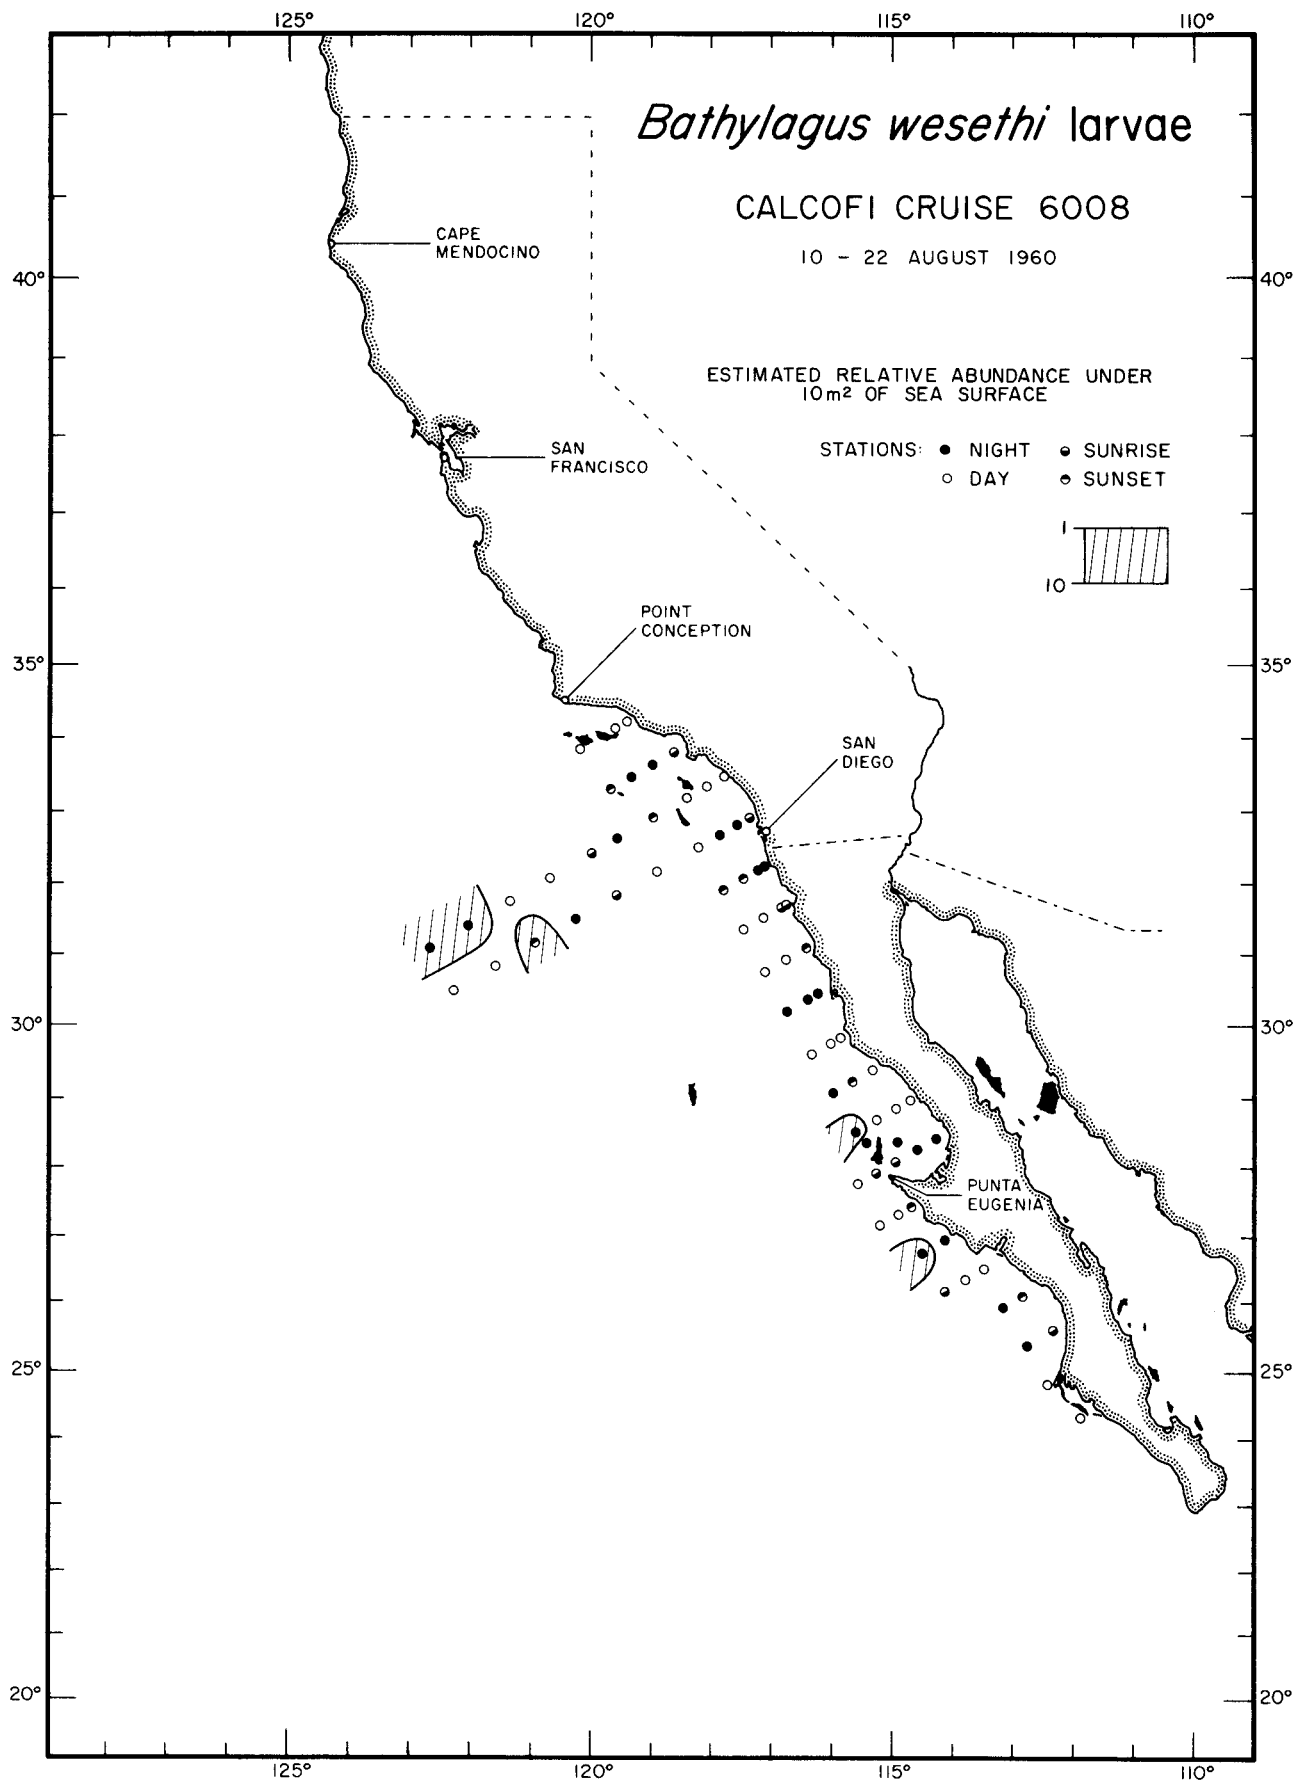 125° 120° 115° 110°
Bathylagus wesethi larvae
CALCOFI CRUISE 6008
10 - 22 AUGUST 1960
CAPE
MENDOCINO
40° 40°
ESTIMATED RELATIVE ABUNDANCE UNDER
10m² OF SEA SURFACE
STATIONS: NIGHT SUNRISE
DAY SUNSET
SAN
FRANCISCO
1
10
POINT
CONCEPTION
35° 35°
SAN
DIEGO
30° 30°
PUNTA
EUGENIA
25° 25°
20° 20°
125° 120° 115° 110°